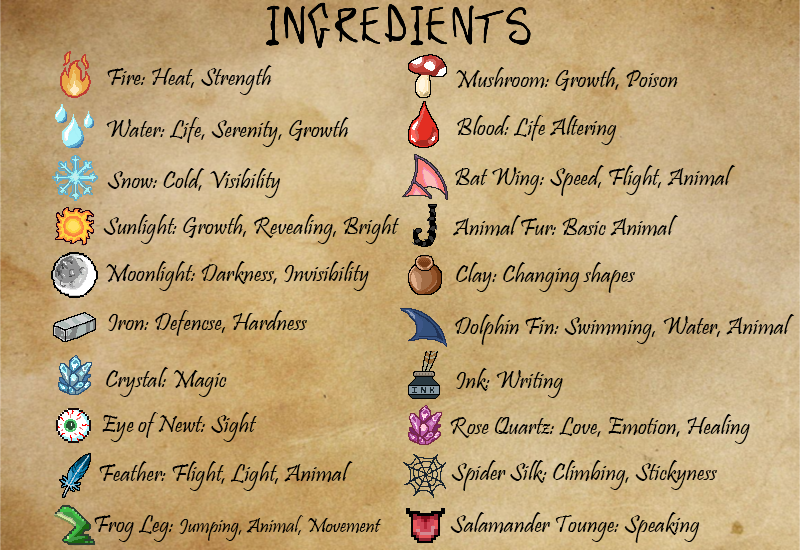 INGREDIENTS
Fire: Heat, Strength
Water: Life, Serenity, Growth
Snow: Cold, Visibility
Sunlight: Growth, Revealing, Bright
Moonlight: Darkness, Invisibility
Iron: Defencse, Hardness
Crystal: Magic
Eye of Newt: Sight
Feather: Flight, Light, Animal
Frog Leg: Jumping, Animal, Movement
Mushroom: Growth, Poison
Blood: Life Altering
Bat Wing: Speed, Flight, Animal
Animal Fur: Basic Animal
Clay: Changing shapes
Dolphin Fin: Swimming, Water, Animal
INK
Ink: Writing
Rose Quartz: Love, Emotion, Healing
Spider Silk: Climbing, Stickyness
Salamander Tounge: Speaking